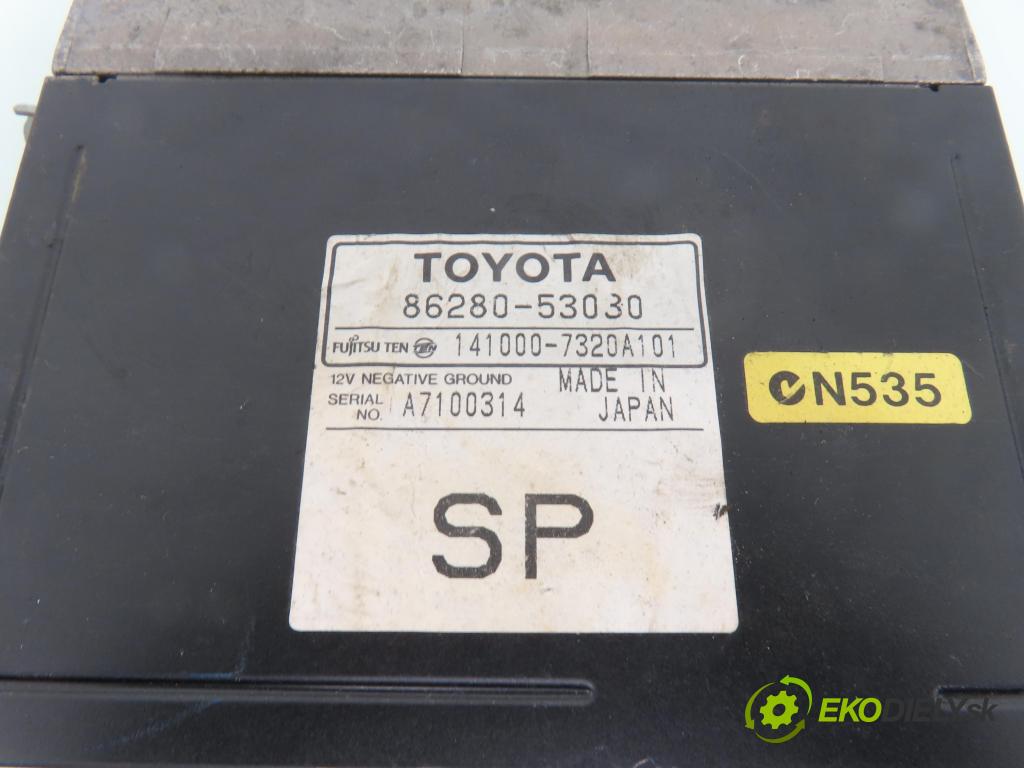 TOYOTA
86280-53030
FUJITSU TEN TEN 141000-7320A101
12V NEGATIVE GROUND MADE IN
SERIAL NO. A7100314 JAPAN
N535
SP
EKODIELY.sk